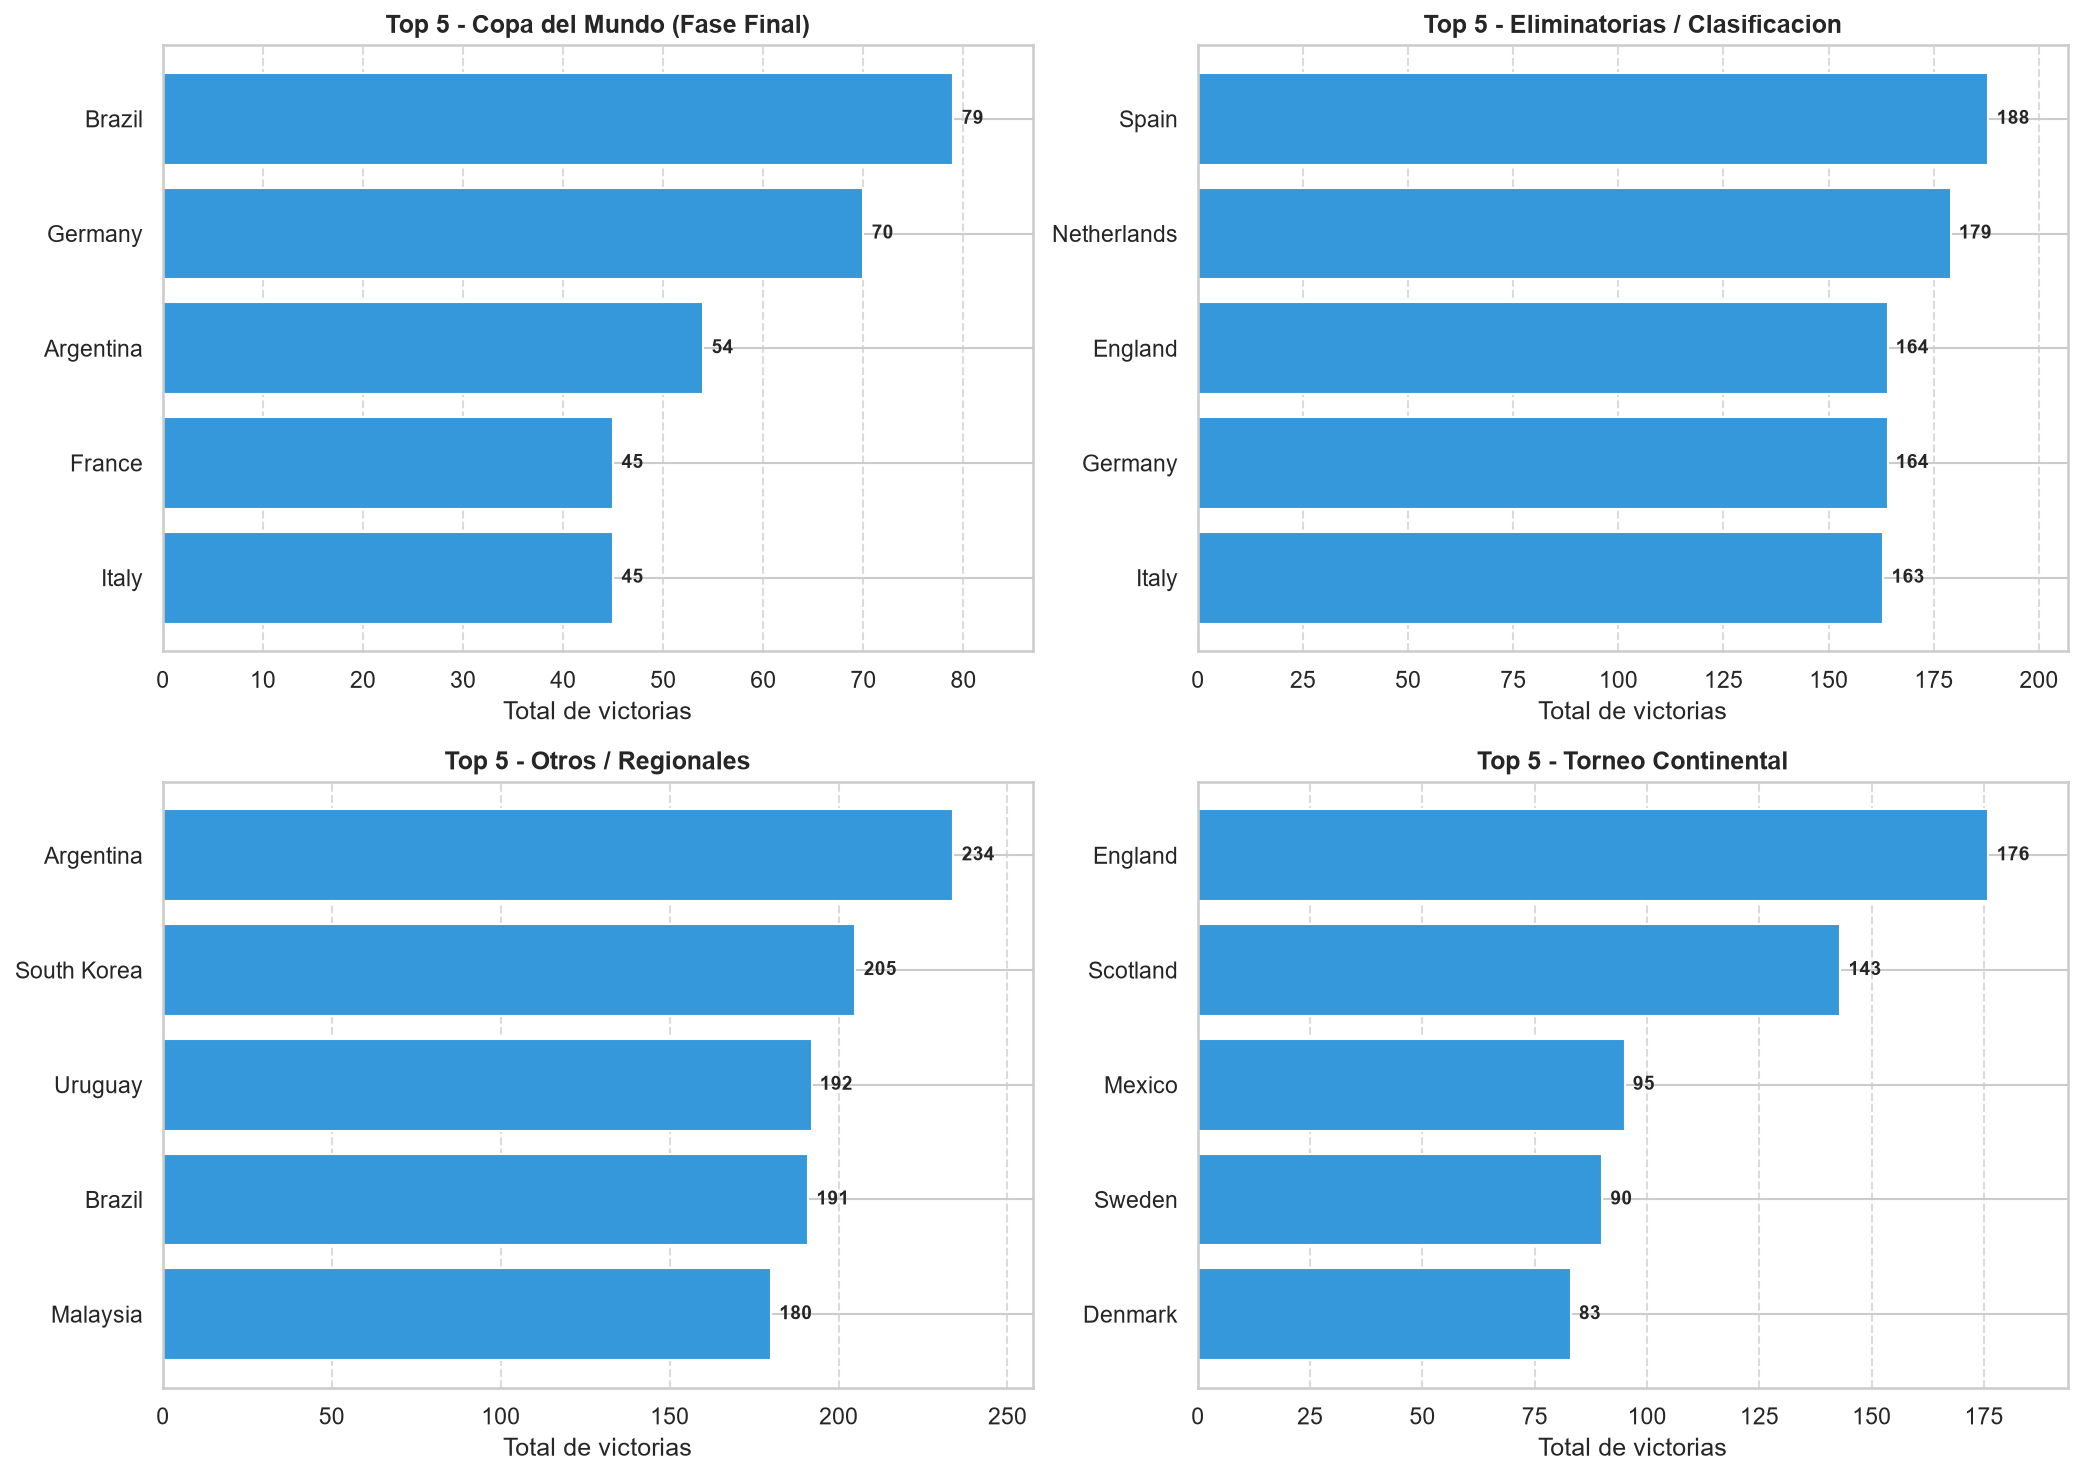 Top 5 - Copa del Mundo (Fase Final)
Brazil 79
Germany 70
Argentina 54
France 45
Italy 45
0 10 20 30 40 50 60 70 80
Total de victorias
Top 5 - Eliminatorias / Clasificacion
Spain 188
Netherlands 179
England 164
Germany 164
Italy 163
0 25 50 75 100 125 150 175 200
Total de victorias
Top 5 - Otros / Regionales
Argentina 234
South Korea 205
Uruguay 192
Brazil 191
Malaysia 180
0 50 100 150 200 250
Total de victorias
Top 5 - Torneo Continental
England 176
Scotland 143
Mexico 95
Sweden 90
Denmark 83
0 25 50 75 100 125 150 175
Total de victorias